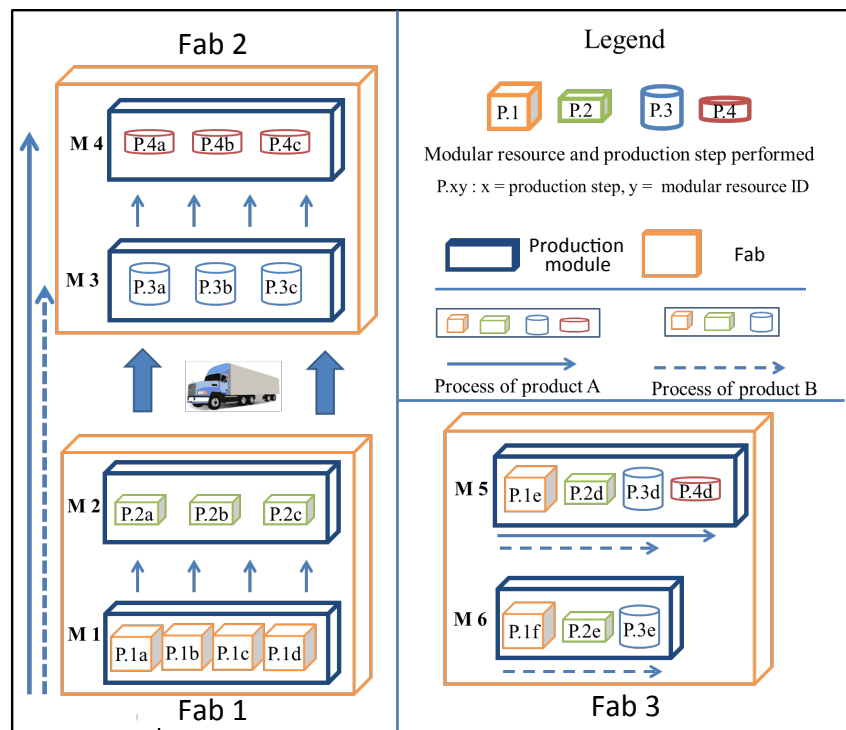 Fab 2
M 4
P.4a P.4b P.4c
M 3
P.3a P.3b P.3c
M 2
P.2a P.2b P.2c
M 1
P.1a P.1b P.1c P.1d
Fab 1
Legend
P.1 P.2 P.3 P.4
Modular resource and production step performed
P.xy : x = production step, y = modular resource ID
Production
module
Fab
Process of product A
Process of product B
M 5
P.1e P.2d P.3d P.4d
M 6
P.1f P.2e P.3e
Fab 3